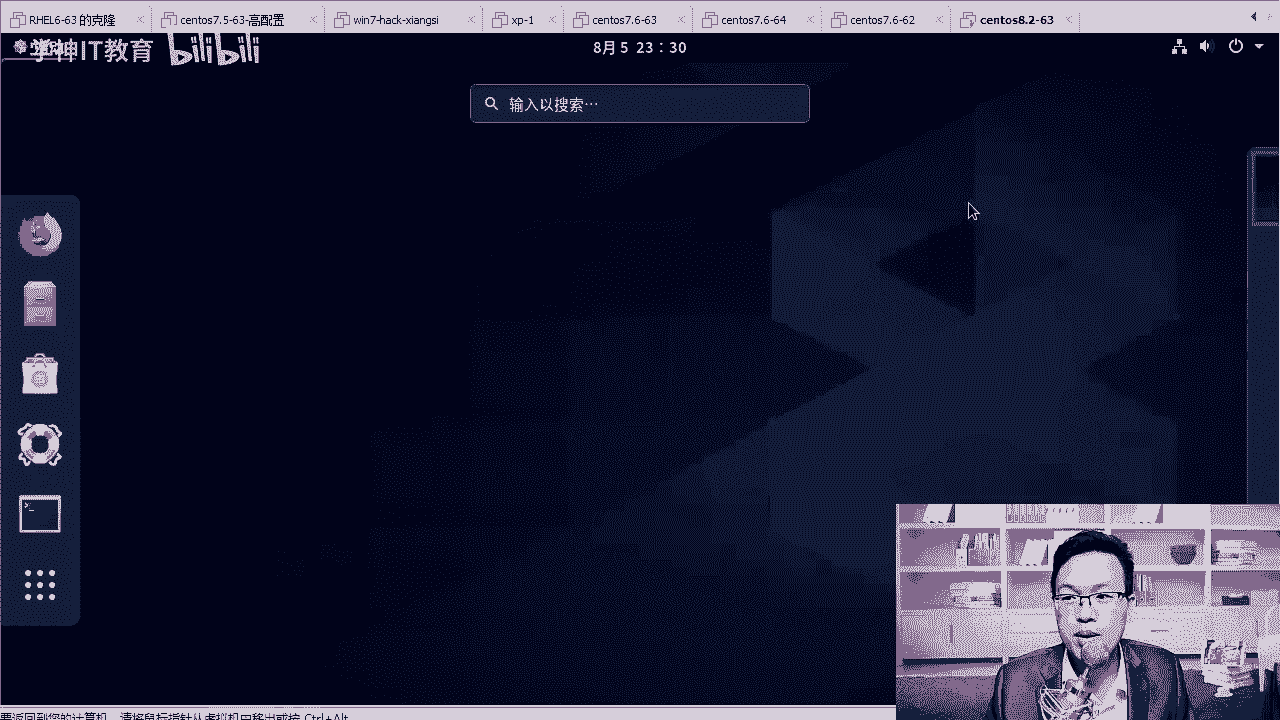 RHEL6-63 的克隆
centos7.5-63-高配置
win7-hack-xiangsi
xp-1
centos7.6-63
centos7.6-64
centos7.6-62
centos8.2-63
学神IT教育 bilibili
8月 5 23：30
输入以搜索…
要返回到您的计算机，请将鼠标指针从虚拟机中移出或按 Ctrl+Alt